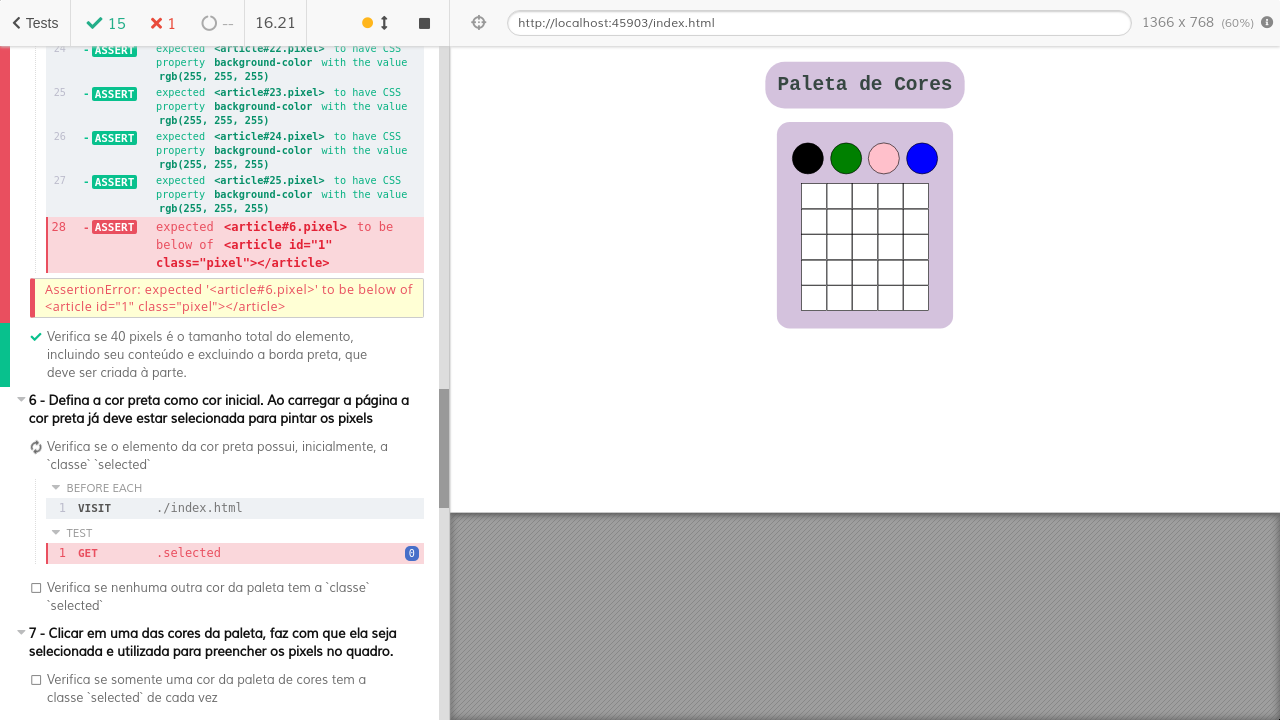 Tests
15
1
--
16.21
http://localhost:45903/index.html
1366 x 768 (60%)
24 - ASSERT expected <article#22.pixel> to have CSS
property background-color with the value
rgb(255, 255, 255)
25 - ASSERT expected <article#23.pixel> to have CSS
property background-color with the value
rgb(255, 255, 255)
26 - ASSERT expected <article#24.pixel> to have CSS
property background-color with the value
rgb(255, 255, 255)
27 - ASSERT expected <article#25.pixel> to have CSS
property background-color with the value
rgb(255, 255, 255)
28 - ASSERT expected <article#6.pixel> to be
below of <article id="1"
class="pixel"></article>
AssertionError: expected '<article#6.pixel>' to be below of
<article id="1" class="pixel"></article>
Verifica se 40 pixels é o tamanho total do elemento,
incluindo seu conteúdo e excluindo a borda preta, que
deve ser criada à parte.
6 - Defina a cor preta como cor inicial. Ao carregar a página a
cor preta já deve estar selecionada para pintar os pixels
Verifica se o elemento da cor preta possui, inicialmente, a
`classe` `selected`
BEFORE EACH
1 VISIT ./index.html
TEST
1 GET .selected 0
Verifica se nenhuma outra cor da paleta tem a `classe`
`selected`
7 - Clicar em uma das cores da paleta, faz com que ela seja
selecionada e utilizada para preencher os pixels no quadro.
Verifica se somente uma cor da paleta de cores tem a
classe `selected` de cada vez
Paleta de Cores